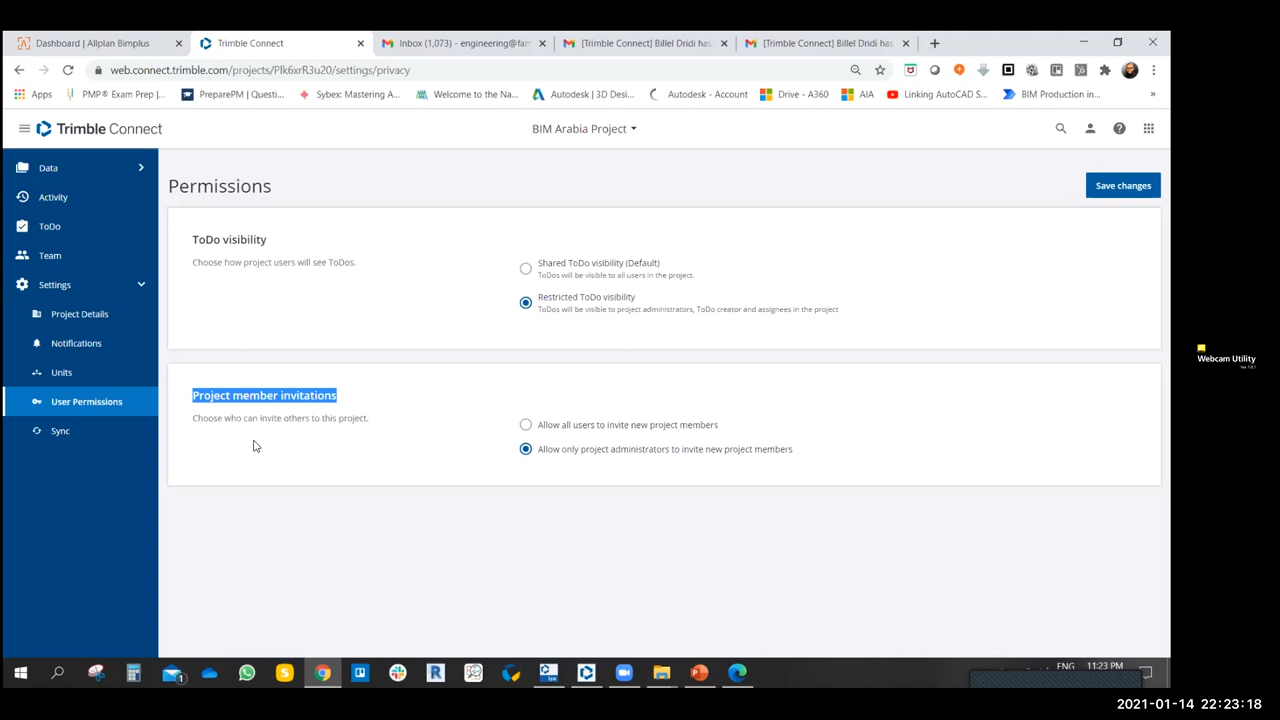 Dashboard | Allplan Bimplus
Trimble Connect
Inbox (1,073) - engineering@fam
[Trimble Connect] Billel Dridi has
[Trimble Connect] Billel Dridi has
web.connect.trimble.com/projects/Plk6xrR3u20/settings/privacy
Apps
PMP® Exam Prep |...
PreparePM | Questi...
Sybex: Mastering A...
Welcome to the Na...
Autodesk | 3D Desi...
Autodesk - Account
Drive - A360
AIA
Linking AutoCAD S...
BIM Production in...
Trimble Connect
BIM Arabia Project
Data
Activity
ToDo
Team
Settings
Project Details
Notifications
Units
User Permissions
Sync
Permissions
Save changes
ToDo visibility
Choose how project users will see ToDos.
Shared ToDo visibility (Default)
ToDos will be visible to all users in the project.
Restricted ToDo visibility
ToDos will be visible to project administrators, ToDo creator and assignees in the project
Project member invitations
Choose who can invite others to this project.
Allow all users to invite new project members
Allow only project administrators to invite new project members
Webcam Utility
ENG
11:23 PM
2021-01-14 22:23:18